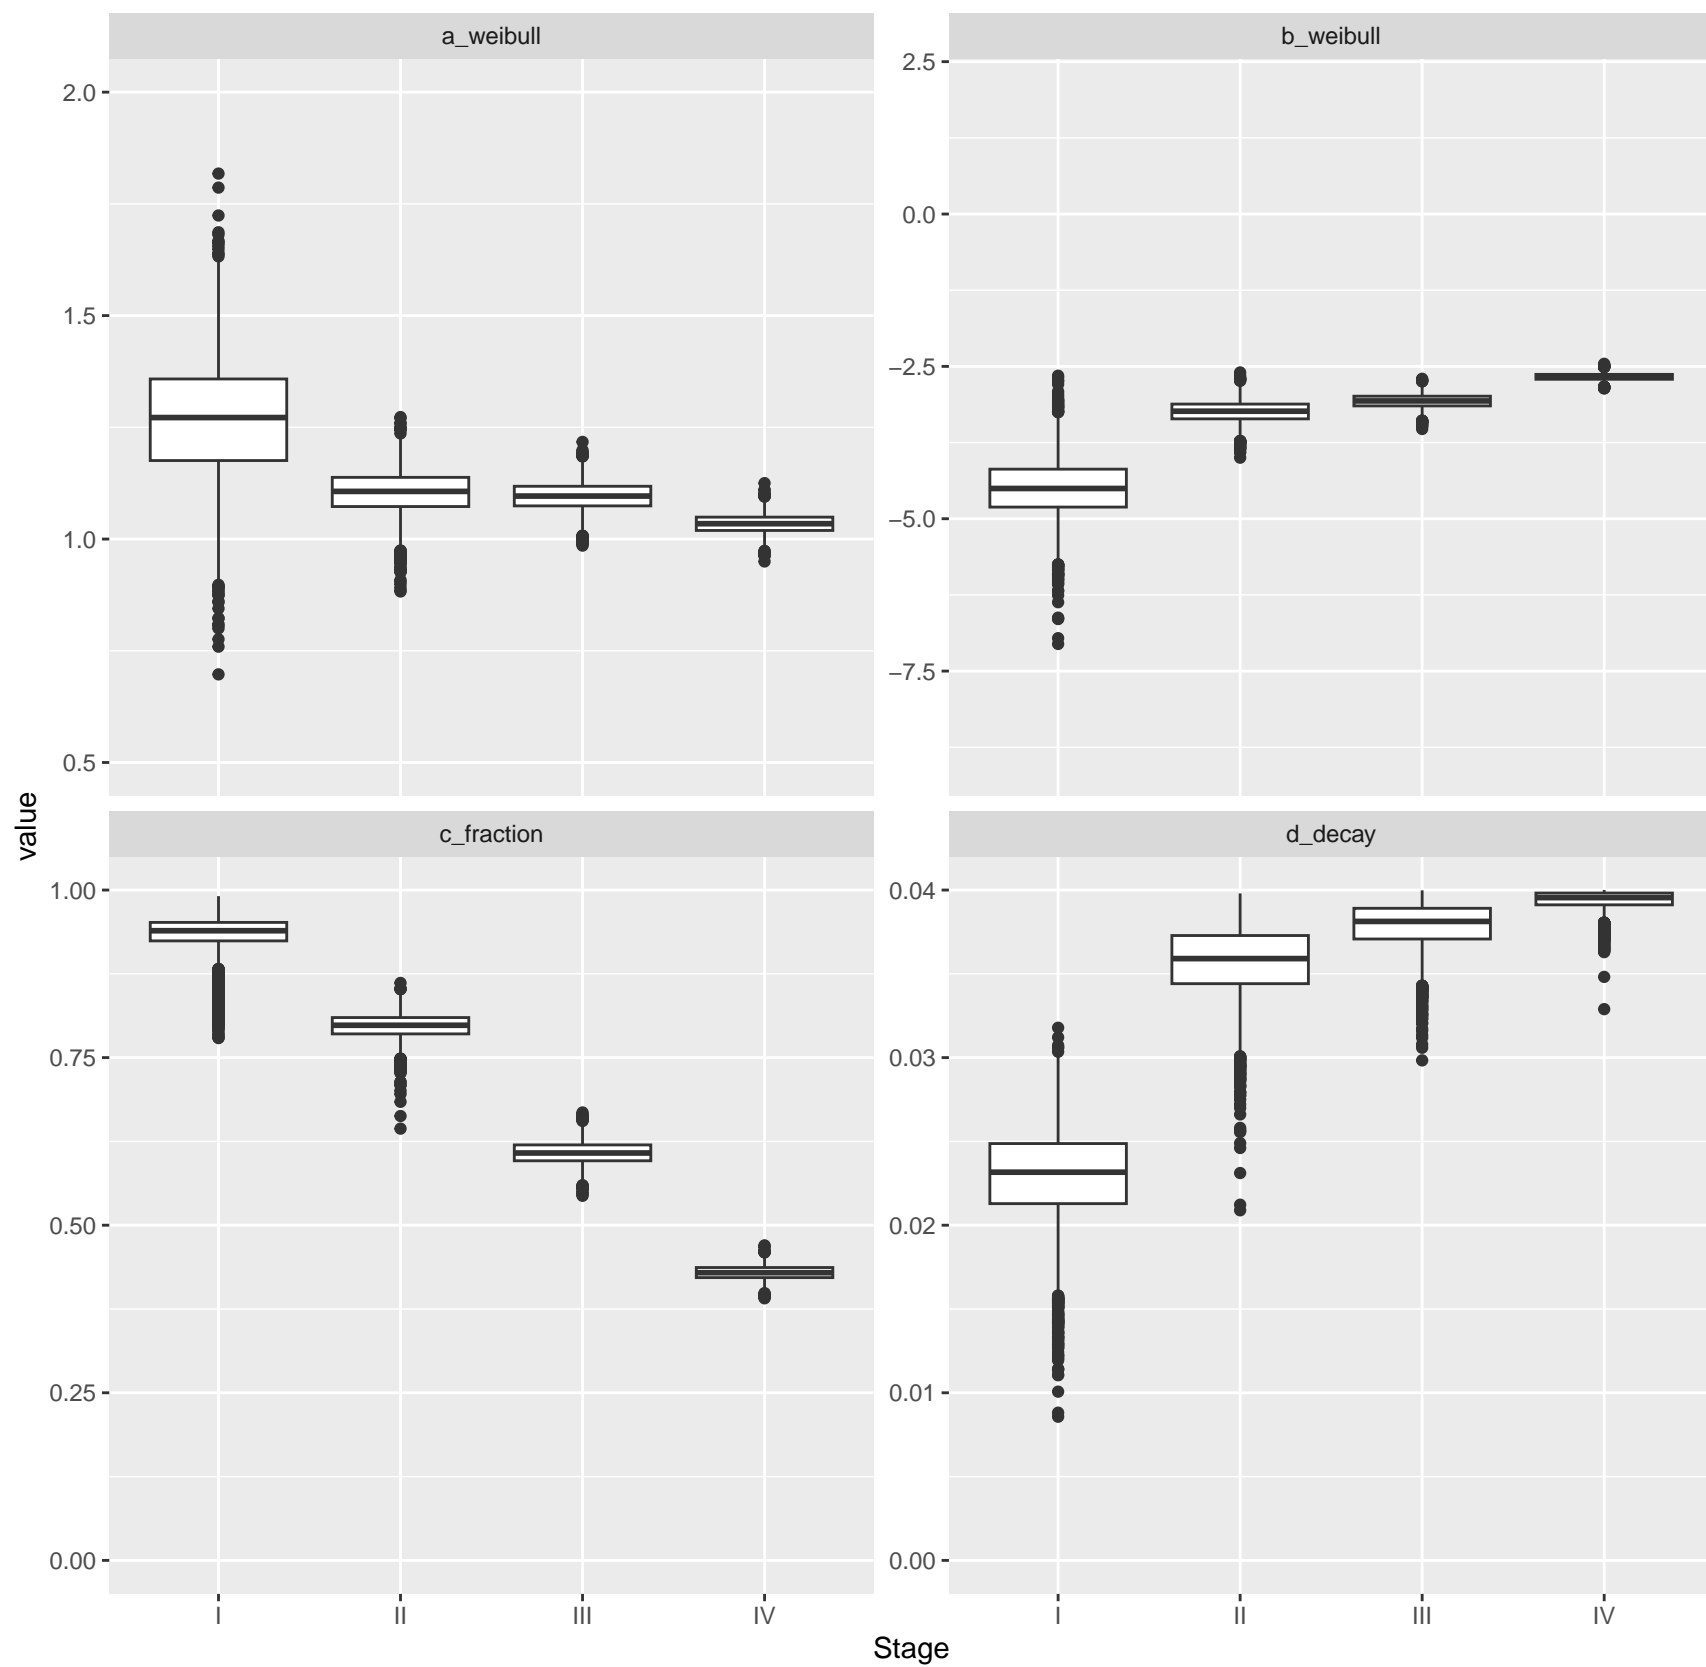 a_weibull
b_weibull
2.0
1.5
1.0
0.5
2.5
0.0
−2.5
−5.0
−7.5
value
c_fraction
d_decay
1.00
0.75
0.50
0.25
0.00
0.04
0.03
0.02
0.01
0.00
I II III IV
I II III IV
Stage